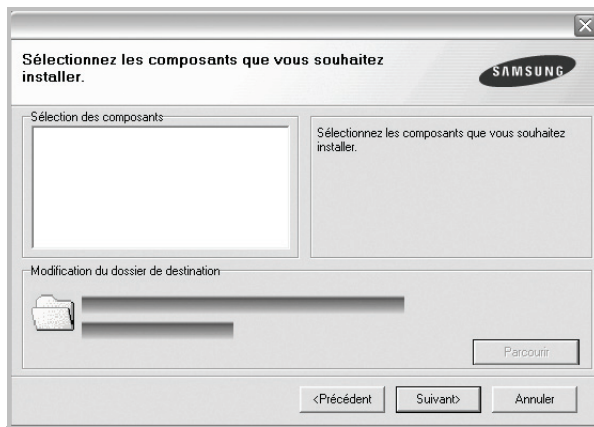 Sélectionnez les composants que vous souhaitez
installer.
SAMSUNG
Sélection des composants
Sélectionnez les composants que vous souhaitez
installer.
Modification du dossier de destination
Parcourir
<Précédent
Suivant>
Annuler